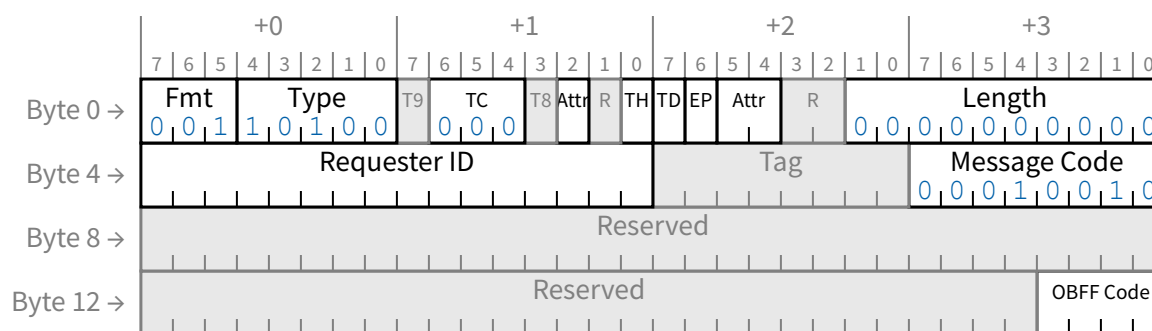 +0 +1 +2 +3
7 6 5 4 3 2 1 0 7 6 5 4 3 2 1 0 7 6 5 4 3 2 1 0 7 6 5 4 3 2 1 0
Byte 0 → Fmt Type T9 TC T8 Attr R TH TD EP Attr R Length
0 0 1 1 0 1 0 0 0 0 0 0 0 0 0 0 0 0 0 0 0 0
Byte 4 → Requester ID Tag Message Code
0 0 0 1 0 0 1 0
Byte 8 → Reserved
Byte 12 → Reserved OBFF Code